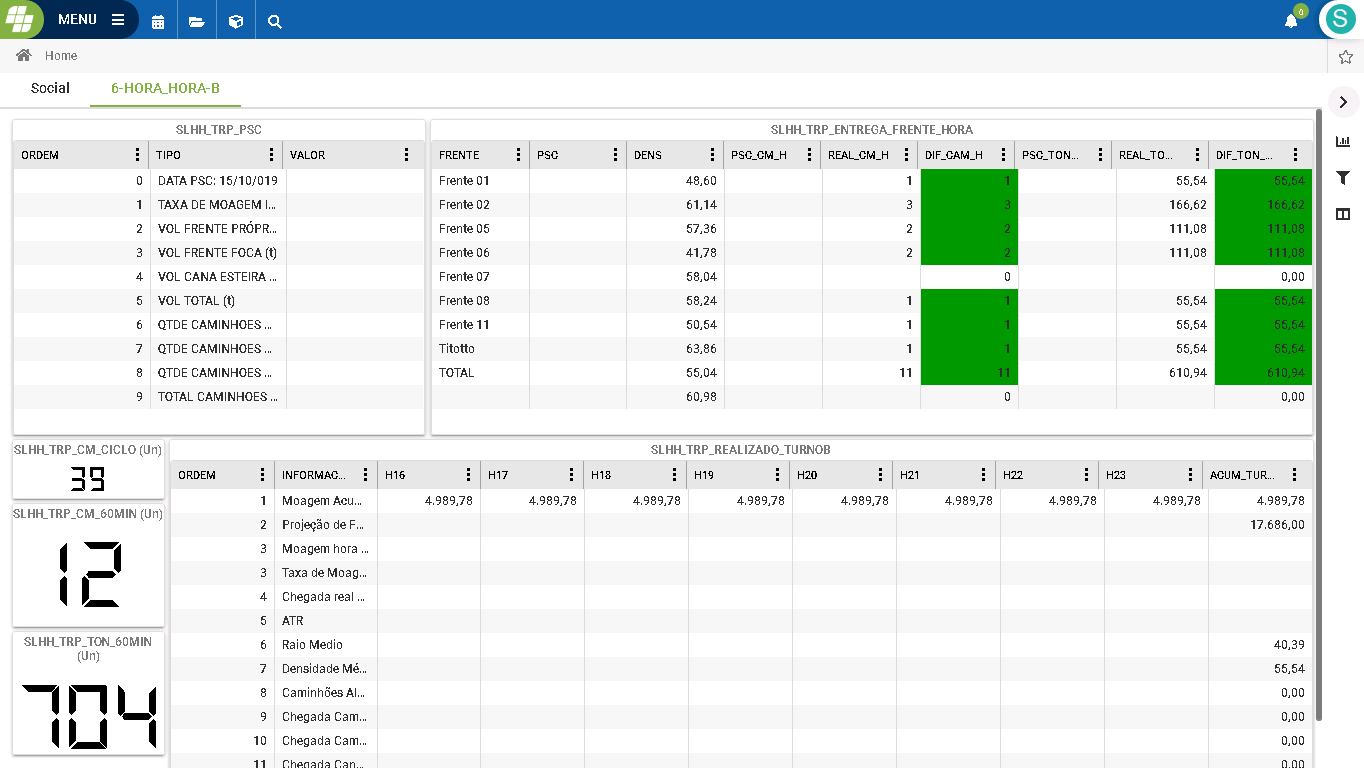 MENU
0
S
Home
Social 6-HORA_HORA-B
SLHH_TRP_PSC
ORDEM TIPO VALOR
0 DATA PSC: 15/10/019
1 TAXA DE MOAGEM I...
2 VOL FRENTE PRÓPR...
3 VOL FRENTE FOCA (t)
4 VOL CANA ESTEIRA ...
5 VOL TOTAL (t)
6 QTDE CAMINHOES ...
7 QTDE CAMINHOES ...
8 QTDE CAMINHOES ...
9 TOTAL CAMINHOES ...
SLHH_TRP_ENTREGA_FRENTE_HORA
FRENTE PSC DENS PSC_CM_H REAL_CM_H DIF_CAM_H PSC_TON... REAL_TO... DIF_TON_...
Frente 01 48,60 1 1 55,54 55,54
Frente 02 61,14 3 3 166,62 166,62
Frente 05 57,36 2 2 111,08 111,08
Frente 06 41,78 2 2 111,08 111,08
Frente 07 58,04 0 0,00
Frente 08 58,24 1 1 55,54 55,54
Frente 11 50,54 1 1 55,54 55,54
Titotto 63,86 1 1 55,54 55,54
TOTAL 55,04 11 11 610,94 610,94
60,98 0 0,00
SLHH_TRP_CM_CICLO (Un)
39
SLHH_TRP_CM_60MIN (Un)
12
SLHH_TRP_TON_60MIN
(Un)
704
SLHH_TRP_REALIZADO_TURNOB
ORDEM INFORMAC... H16 H17 H18 H19 H20 H21 H22 H23 ACUM_TUR...
1 Moagem Acu... 4.989,78 4.989,78 4.989,78 4.989,78 4.989,78 4.989,78 4.989,78 4.989,78 4.989,78
2 Projeção de F... 17.686,00
3 Moagem hora ...
3 Taxa de Moag...
4 Chegada real ...
5 ATR
6 Raio Medio 40,39
7 Densidade Mé... 55,54
8 Caminhões Al... 0,00
9 Chegada Cam... 0,00
10 Chegada Cam... 0,00
11 Chegada Can... 0,00